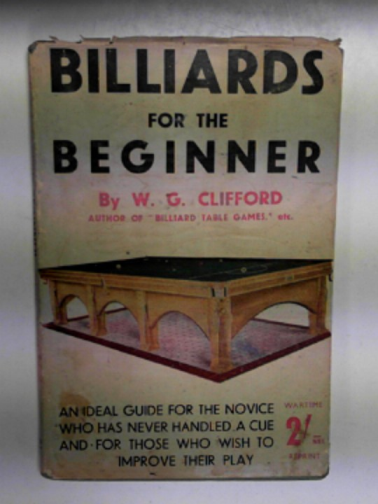 BILLIARDS
FOR THE
BEGINNER
By W. G. CLIFFORD
AUTHOR OF "BILLIARD TABLE GAMES," etc.
AN IDEAL GUIDE FOR THE NOVICE
WHO HAS NEVER HANDLED A CUE
AND FOR THOSE WHO WISH TO
IMPROVE THEIR PLAY
WARTIME
2/-
REPRINT